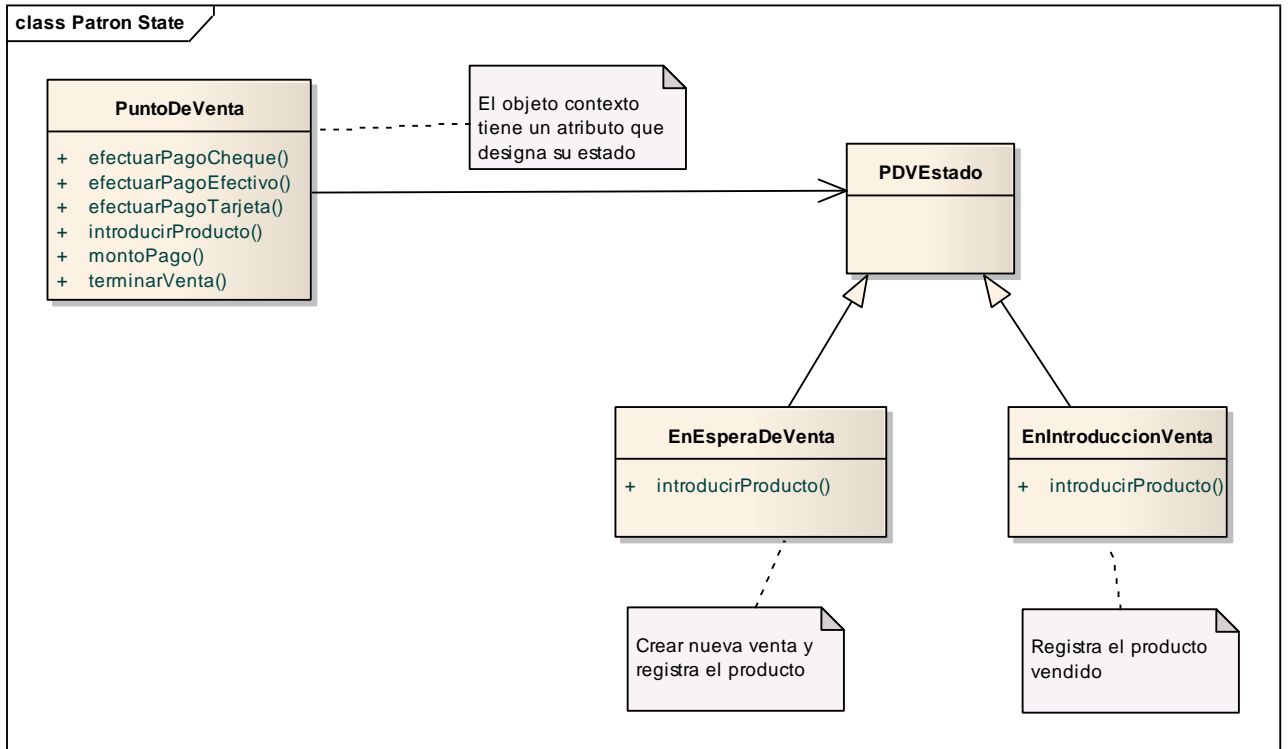 class Patron State
PuntoDeVenta
+ efectuarPagoCheque()
+ efectuarPagoEfectivo()
+ efectuarPagoTarjeta()
+ introducirProducto()
+ montoPago()
+ terminarVenta()
El objeto contexto
tiene un atributo que
designa su estado
PDVEstado
EnEsperaDeVenta
+ introducirProducto()
EnIntroduccionVenta
+ introducirProducto()
Crear nueva venta y
registra el producto
Registra el producto
vendido